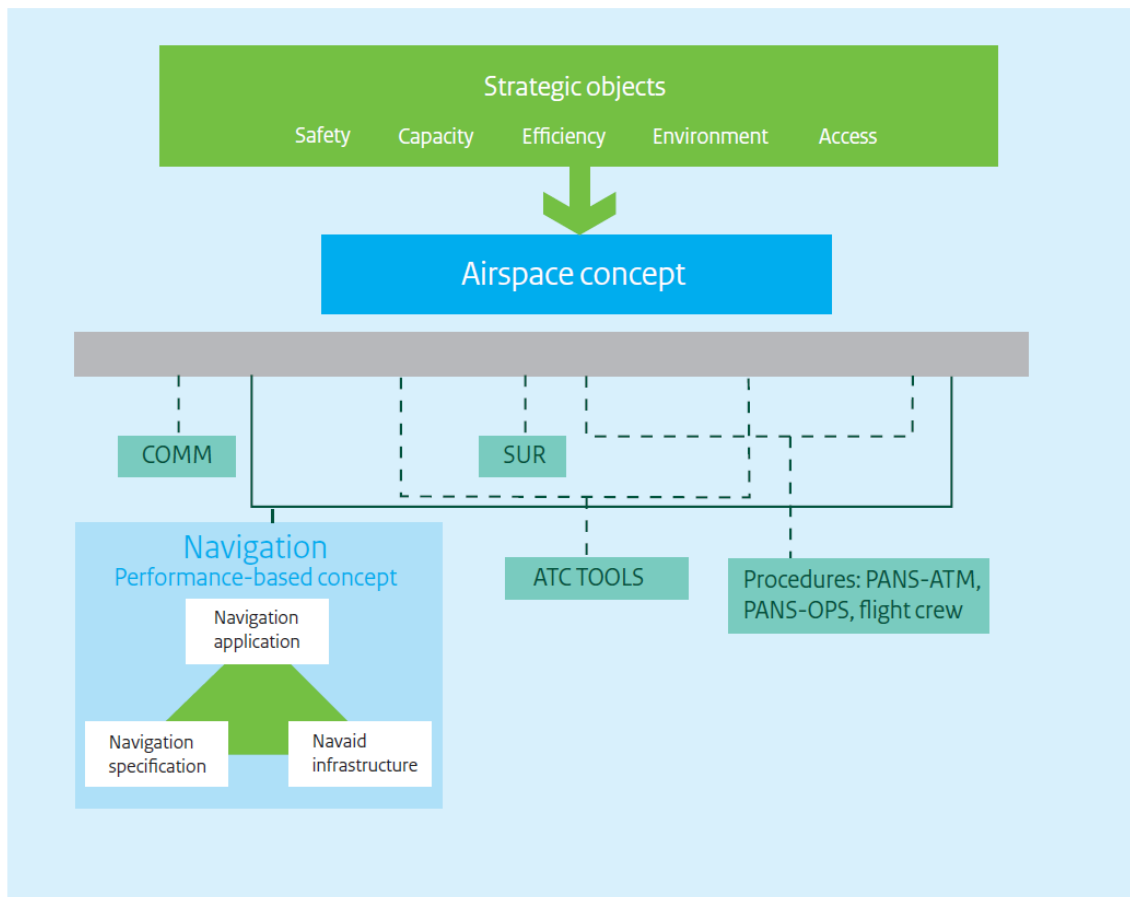 Strategic objects
Safety Capacity Efficiency Environment Access
Airspace concept
COMM
SUR
Navigation
Performance-based concept
Navigation
application
Navigation
specification
Navaid
infrastructure
ATC TOOLS
Procedures: PANS-ATM,
PANS-OPS, flight crew